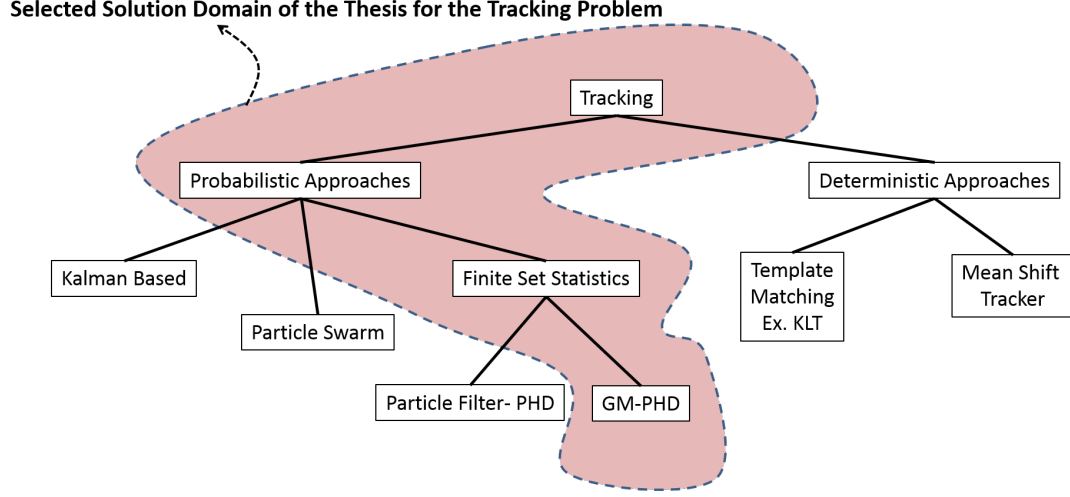 Selected Solution Domain of the Thesis for the Tracking Problem
Tracking
Probabilistic Approaches
Deterministic Approaches
Kalman Based
Particle Swarm
Finite Set Statistics
Template
Matching
Ex. KLT
Mean Shift
Tracker
Particle Filter- PHD
GM-PHD